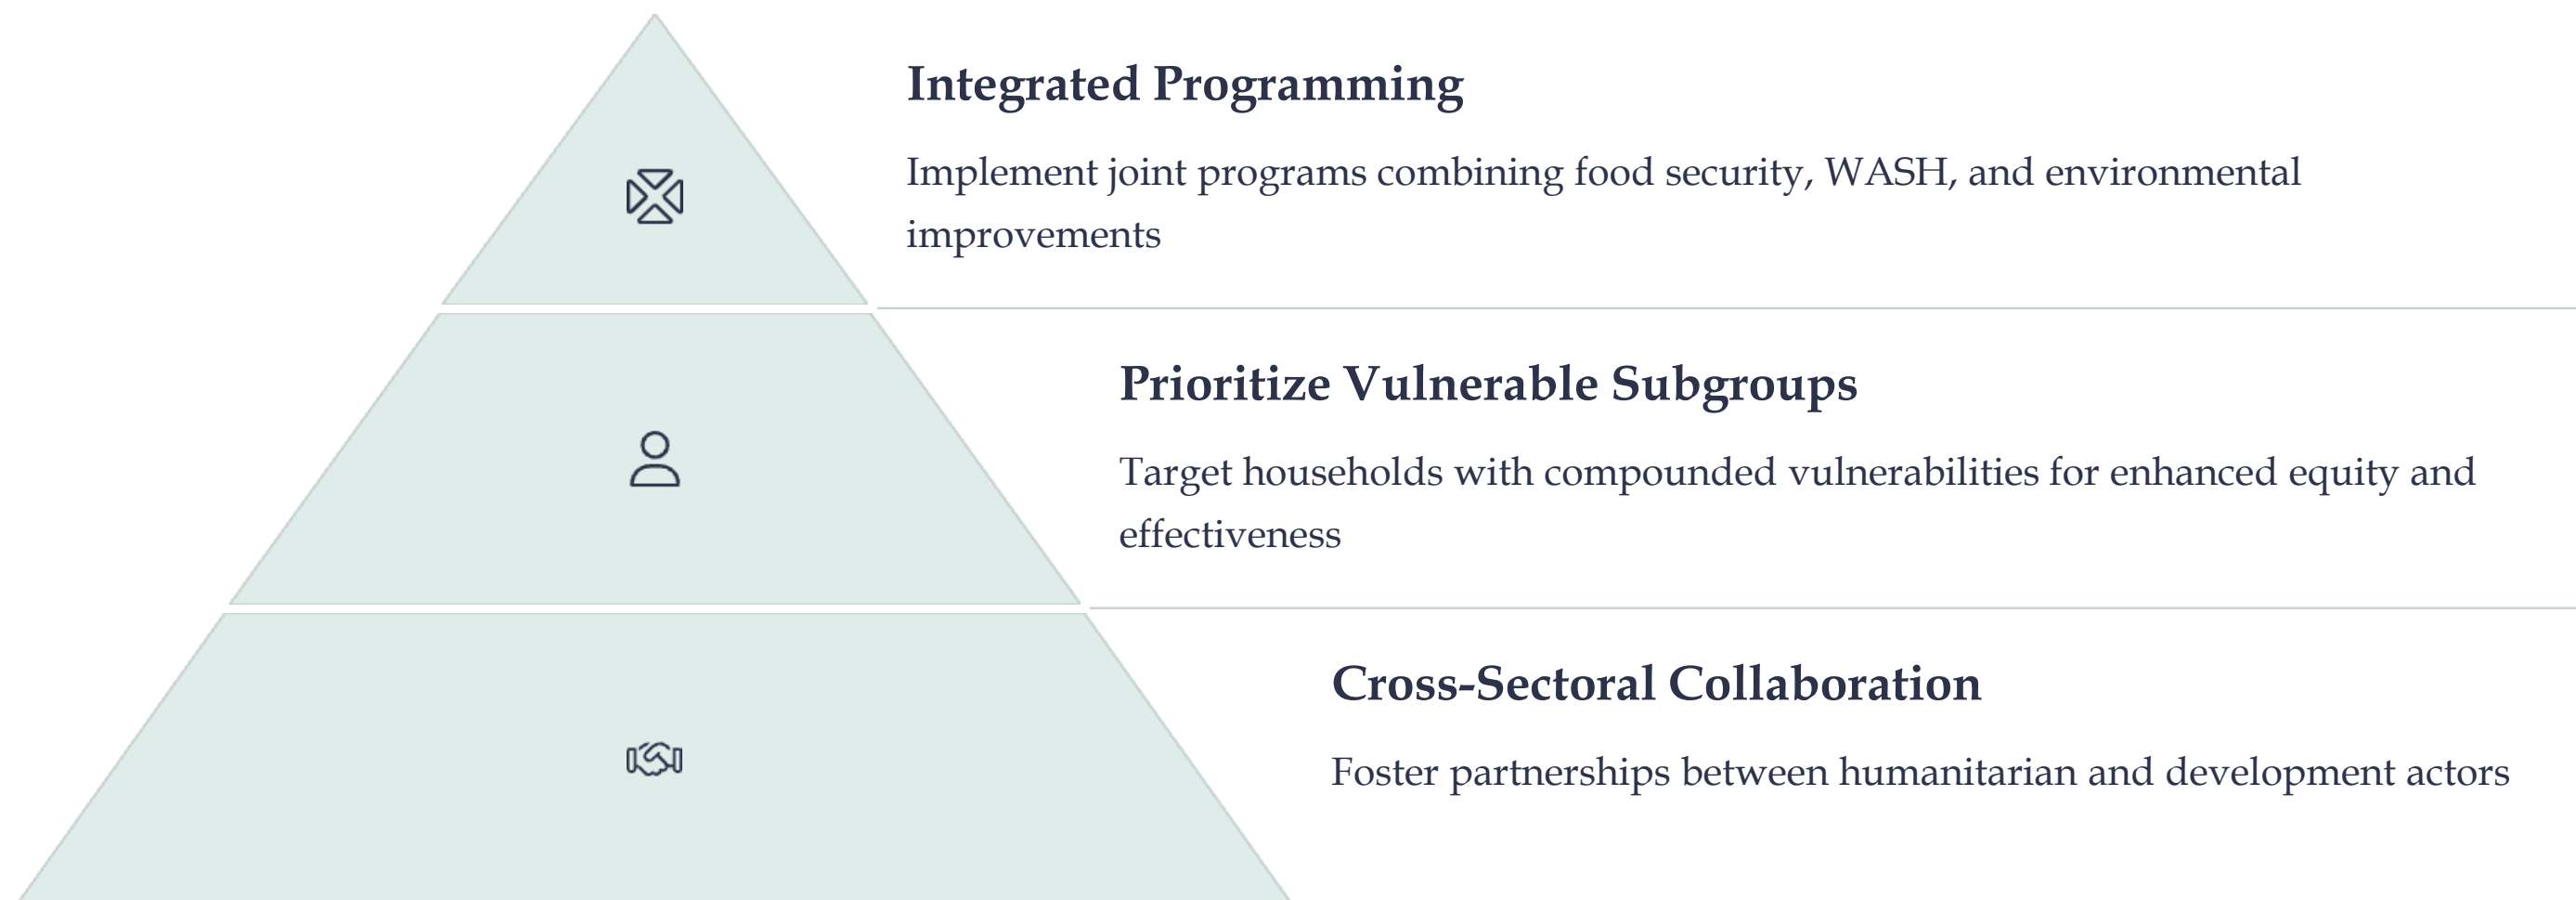 Integrated Programming
Implement joint programs combining food security, WASH, and environmental
improvements
Prioritize Vulnerable Subgroups
Target households with compounded vulnerabilities for enhanced equity and
effectiveness
Cross-Sectoral Collaboration
Foster partnerships between humanitarian and development actors